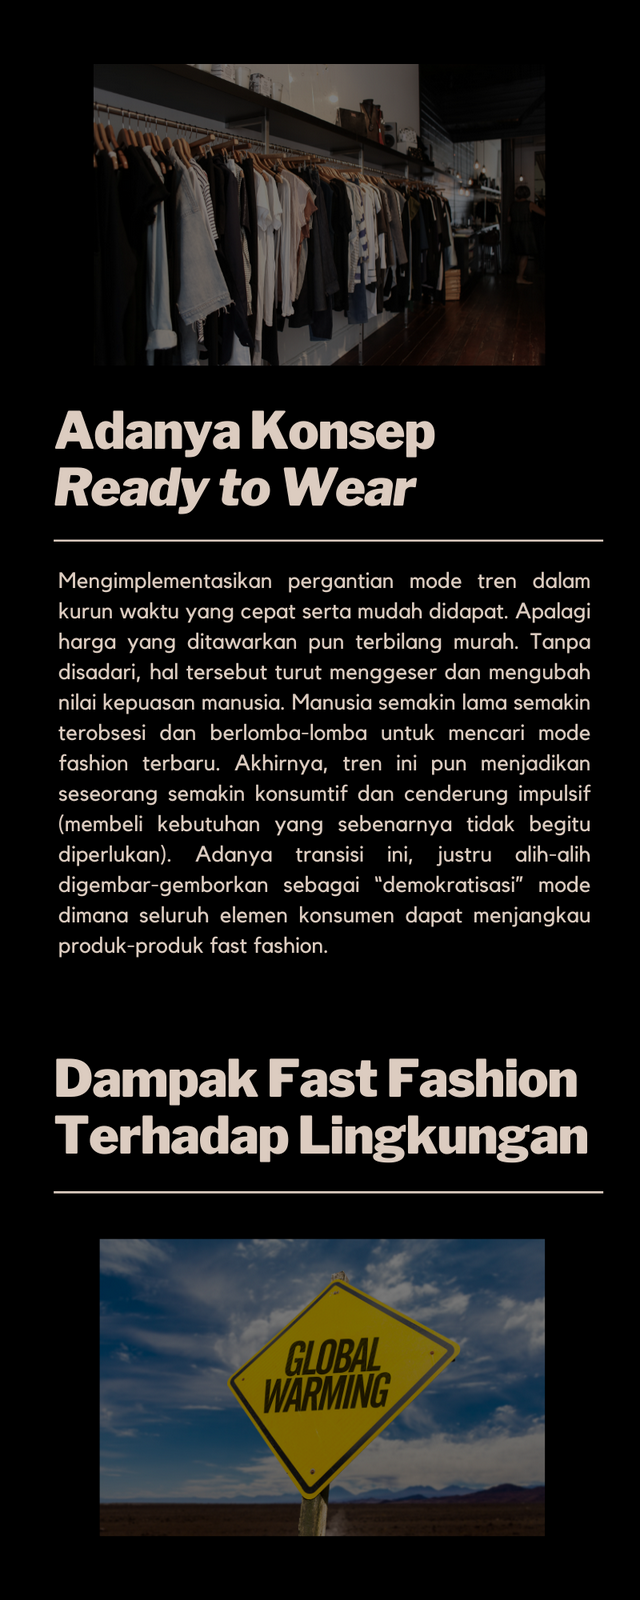 Adanya Konsep
Ready to Wear
Mengimplementasikan pergantian mode tren dalam
kurun waktu yang cepat serta mudah didapat. Apalagi
harga yang ditawarkan pun terbilang murah. Tanpa
disadari, hal tersebut turut menggeser dan mengubah
nilai kepuasan manusia. Manusia semakin lama semakin
terobsesi dan berlomba-lomba untuk mencari mode
fashion terbaru. Akhirnya, tren ini pun menjadikan
seseorang semakin konsumtif dan cenderung impulsif
(membeli kebutuhan yang sebenarnya tidak begitu
diperlukan). Adanya transisi ini, justru alih-alih
digembar-gemborkan sebagai “demokratisasi” mode
dimana seluruh elemen konsumen dapat menjangkau
produk-produk fast fashion.
Dampak Fast Fashion
Terhadap Lingkungan
GLOBAL
WARMING